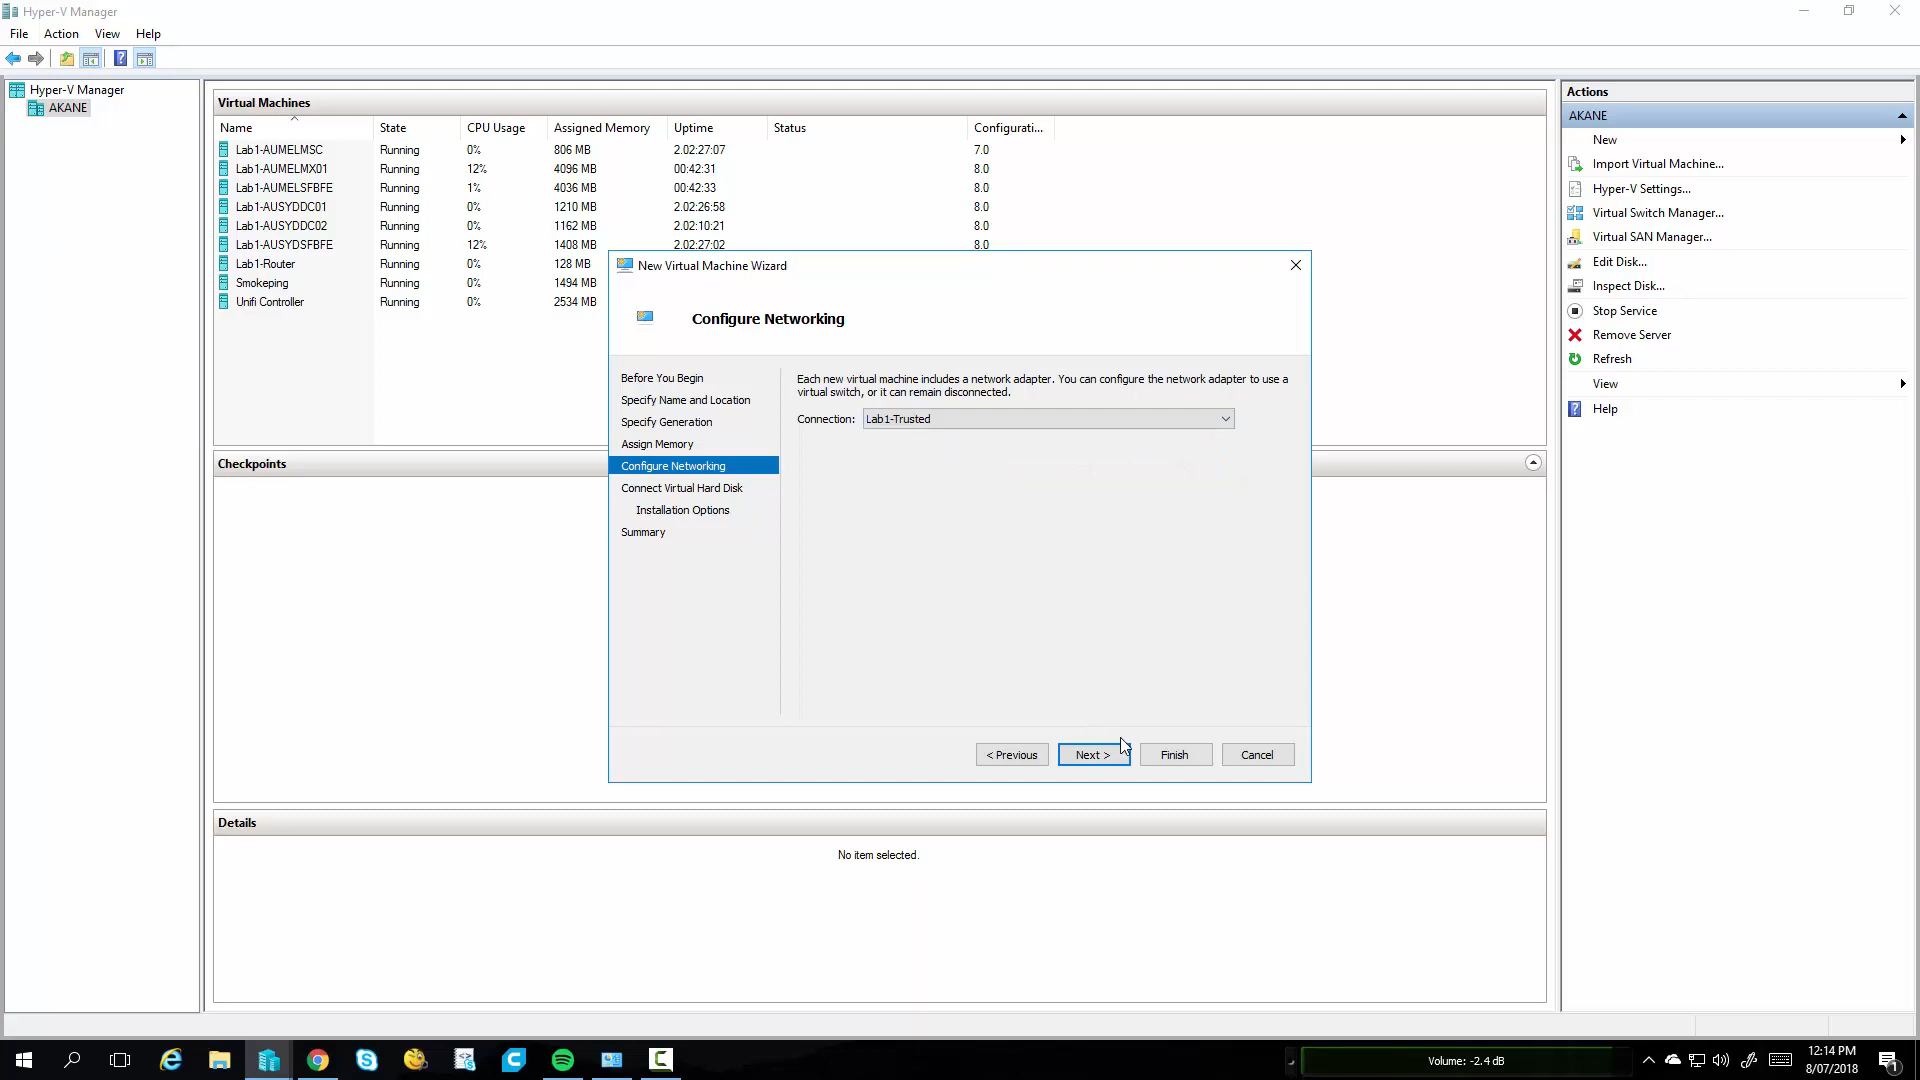 Hyper-V Manager
File Action View Help
Hyper-V Manager
AKANE
Virtual Machines
Name State CPU Usage Assigned Memory Uptime Status Configurati...
Lab1-AUMELMSC Running 0% 806 MB 2.02:27:07 7.0
Lab1-AUMELMX01 Running 12% 4096 MB 00:42:31 8.0
Lab1-AUMELSFBFE Running 1% 4036 MB 00:42:33 8.0
Lab1-AUSYDDC01 Running 0% 1210 MB 2.02:26:58 8.0
Lab1-AUSYDDC02 Running 0% 1162 MB 2.02:10:21 8.0
Lab1-AUSYDSFBFE Running 12% 1408 MB 2.02:27:02 8.0
Lab1-Router Running 0% 128 MB
Smokeping Running 0% 1494 MB
Unifi Controller Running 0% 2534 MB
Checkpoints
Details
No item selected.
New Virtual Machine Wizard
Configure Networking
Before You Begin
Specify Name and Location
Specify Generation
Assign Memory
Configure Networking
Connect Virtual Hard Disk
Installation Options
Summary
Each new virtual machine includes a network adapter. You can configure the network adapter to use a
virtual switch, or it can remain disconnected.
Connection: Lab1-Trusted
< Previous Next > Finish Cancel
Actions
AKANE
New
Import Virtual Machine...
Hyper-V Settings...
Virtual Switch Manager...
Virtual SAN Manager...
Edit Disk...
Inspect Disk...
Stop Service
Remove Server
Refresh
View
Help
Volume: -2.4 dB
12:14 PM
8/07/2018
1